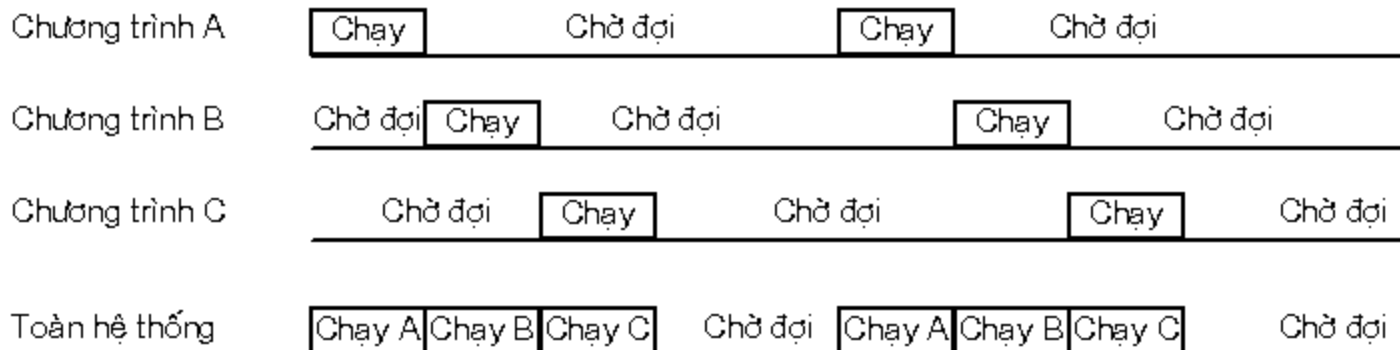 Chương trình A Chạy Chờ đợi Chạy Chờ đợi
Chương trình B Chờ đợi Chạy Chờ đợi Chạy Chờ đợi
Chương trình C Chờ đợi Chạy Chờ đợi Chạy Chờ đợi
Toàn hệ thống Chạy A Chạy B Chạy C Chờ đợi Chạy A Chạy B Chạy C Chờ đợi